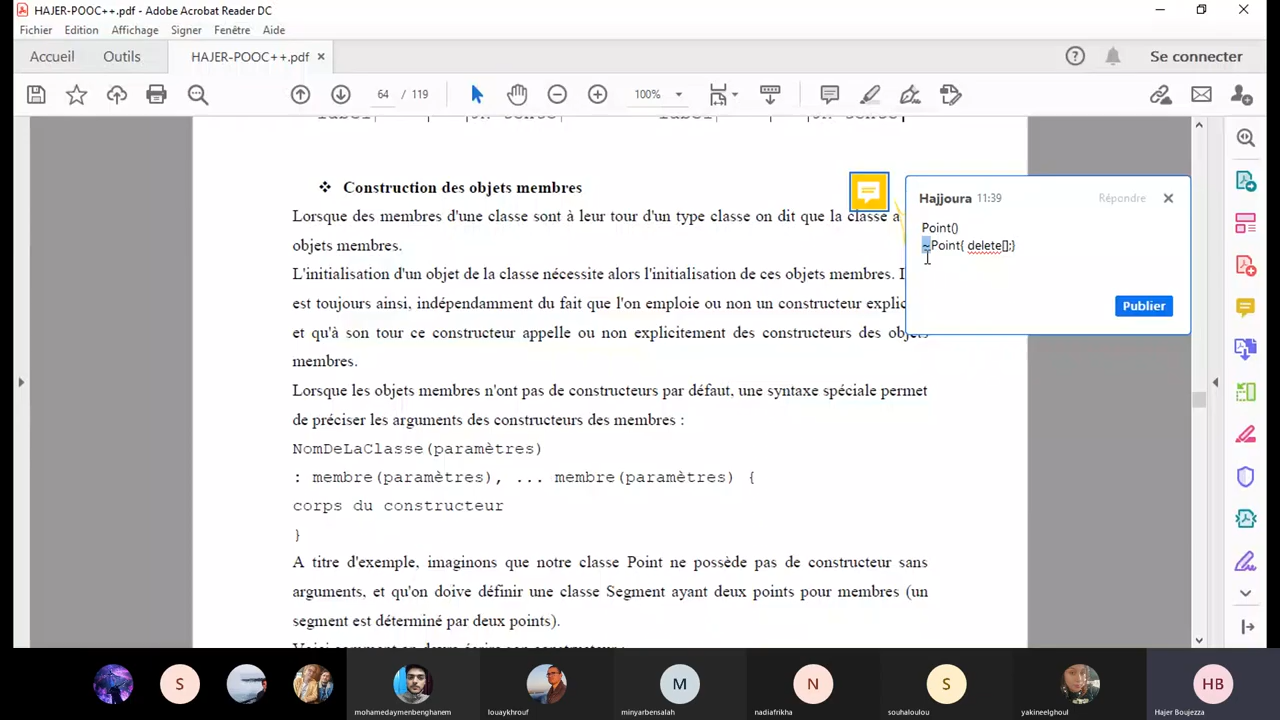 HAJER-POOC++.pdf - Adobe Acrobat Reader DC
Fichier Edition Affichage Signer Fenêtre Aide
Accueil Outils HAJER-POOC++.pdf × Se connecter
64 / 119 100%
❖ Construction des objets membres
Lorsque des membres d'une classe sont à leur tour d'un type classe on dit que la classe a
objets membres.
L'initialisation d'un objet de la classe nécessite alors l'initialisation de ces objets membres. I
est toujours ainsi, indépendamment du fait que l'on emploie ou non un constructeur explic
et qu'à son tour ce constructeur appelle ou non explicitement des constructeurs des objets
membres.
Lorsque les objets membres n'ont pas de constructeurs par défaut, une syntaxe spéciale permet
de préciser les arguments des constructeurs des membres :
NomDeLaClasse(paramètres)
: membre(paramètres), ... membre(paramètres) {
corps du constructeur
}
A titre d'exemple, imaginons que notre classe Point ne possède pas de constructeur sans
arguments, et qu'on doive définir une classe Segment ayant deux points pour membres (un
segment est déterminé par deux points).
Hajjoura 11:39 Répondre ×
Point()
~Point{ delete[];}
Publier
S M N S HB
mohamedaymenbenghanem louaykhrouf minyarbensalah nadiafrikha souhaloulou yakineelghoul Hajer Boujezza